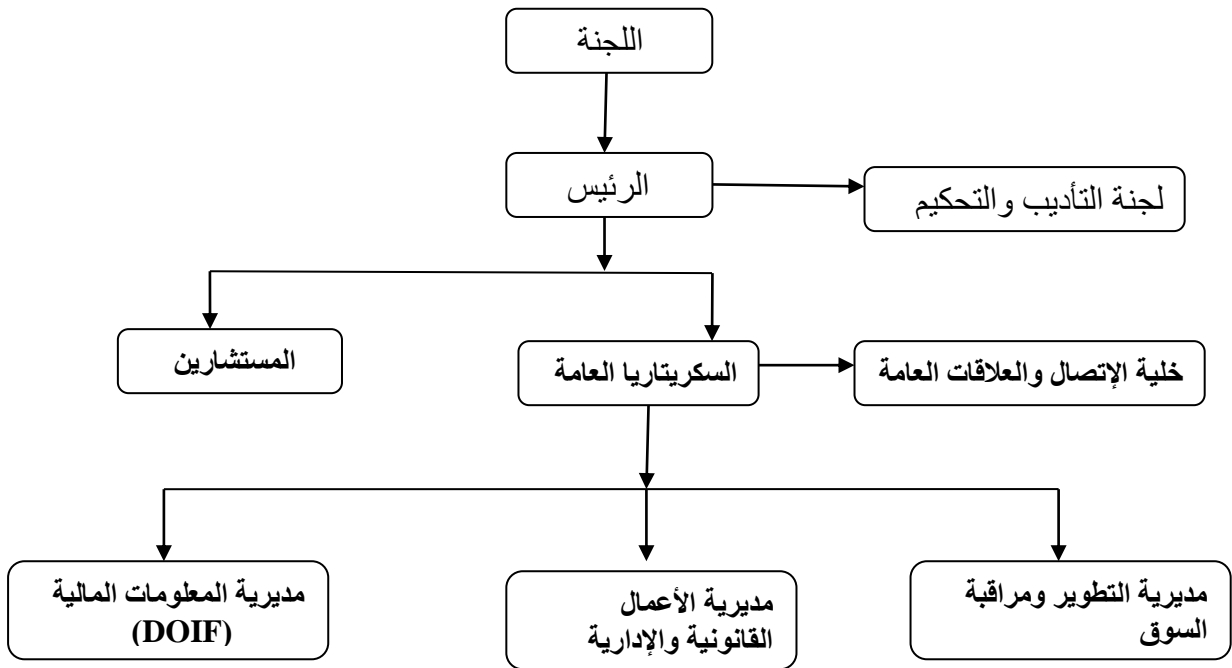 اللجنة
الرئيس
لجنة التأديب والتحكيم
المستشارين
السكريتاريا العامة
خلية الإتصال والعلاقات العامة
مديرية التطوير ومراقبة
السوق
مديرية الأعمال
القانونية والإدارية
مديرية المعلومات المالية
(DOIF)